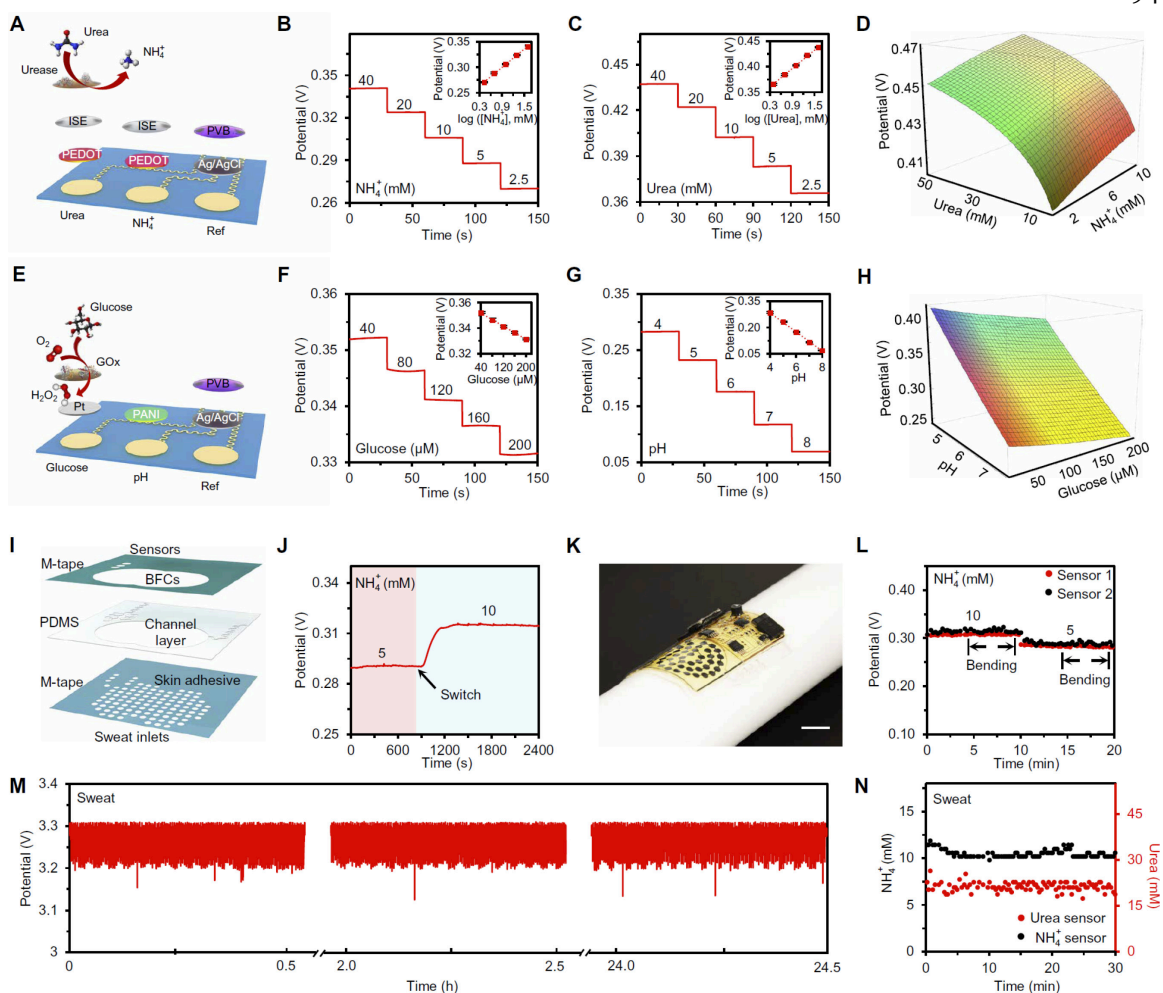 A
Urea
NH₄⁺
Urease
ISE
ISE
PVB
PEDOT
PEDOT
Ag/AgCl
Urea
NH₄⁺
Ref
B
Potential (V)
0.35
0.32
0.29
0.26
40
20
10
5
2.5
NH₄⁺ (mM)
0
50
100
150
Time (s)
Potential (V)
0.34
0.31
0.28
0.25
0.3 0.9 1.5
log ([NH₄], mM)
C
Potential (V)
0.45
0.42
0.39
0.36
40
20
10
5
2.5
Urea (mM)
0 30 60 90 120 150
Time (s)
Potential (V)
0.45
0.40
0.35
0.3 0.9 1.5
log ([Urea], mM)
D
Potential (V)
0.47
0.45
0.43
0.41
50
30
10
Urea (mM)
2
6
10
NH₄⁺ (mM)
E
Glucose
O₂
GOx
H₂O₂
Pt
PANI
PVB
Ag/AgCl
Glucose
pH
Ref
F
Potential (V)
0.36
0.35
0.34
0.33
40
80
120
160
200
Glucose (µM)
0
50
100
150
Time (s)
Potential (V)
0.36
0.34
0.32
40
120
200
Glucose (µM)
G
Potential (V)
0.35
0.25
0.15
0.05
4
5
6
7
8
pH
0
50
100
150
Time (s)
Potential (V)
0.35
0.20
0.05
4 6 8
pH
H
Potential (V)
0.40
0.35
0.30
0.25
5
6
7
pH
50
100
150
200
Glucose (µM)
I
Sensors
M-tape
BFCs
PDMS
Channel
layer
M-tape
Skin adhesive
Sweat inlets
J
Potential (V)
0.34
0.31
0.28
0.25
NH₄⁺ (mM)
5
10
Switch
0 600 1200 1800 2400
Time (s)
K
L
Potential (V)
0.50
0.30
0.20
0.10
NH₄⁺ (mM)
Sensor 1
Sensor 2
10
5
Bending
Bending
0 5 10 15 20
Time (min)
M
Potential (V)
3.4
3.3
3.2
3.1
3
Sweat
0
0.5
2.0
2.5
24.0
24.5
Time (h)
N
NH₄⁺ (mM)
15
10
5
0
Sweat
Urea sensor
NH₄⁺ sensor
Urea (mM)
45
30
15
0
0 10 20 30
Time (min)